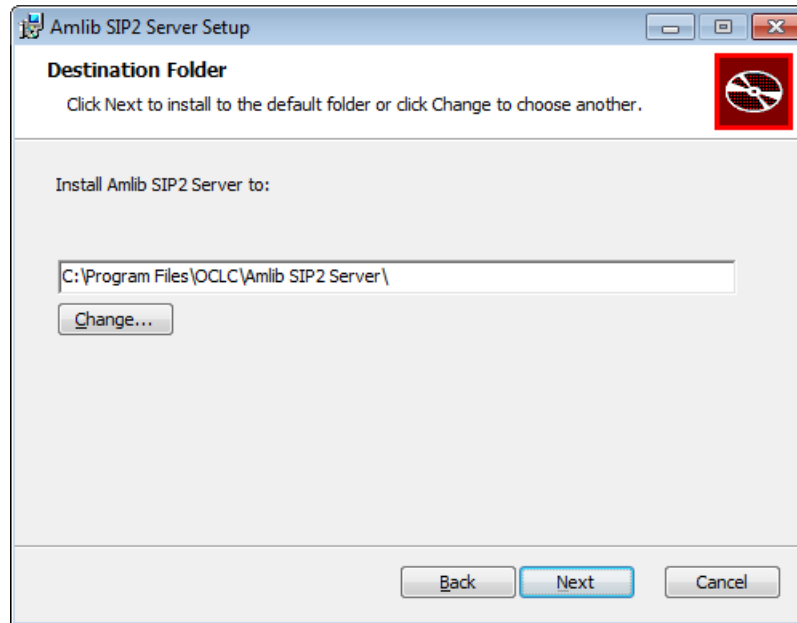 Amlib SIP2 Server Setup
Destination Folder
Click Next to install to the default folder or click Change to choose another.
Install Amlib SIP2 Server to:
C:\Program Files\OCLC\Amlib SIP2 Server\
Change...
Back Next Cancel